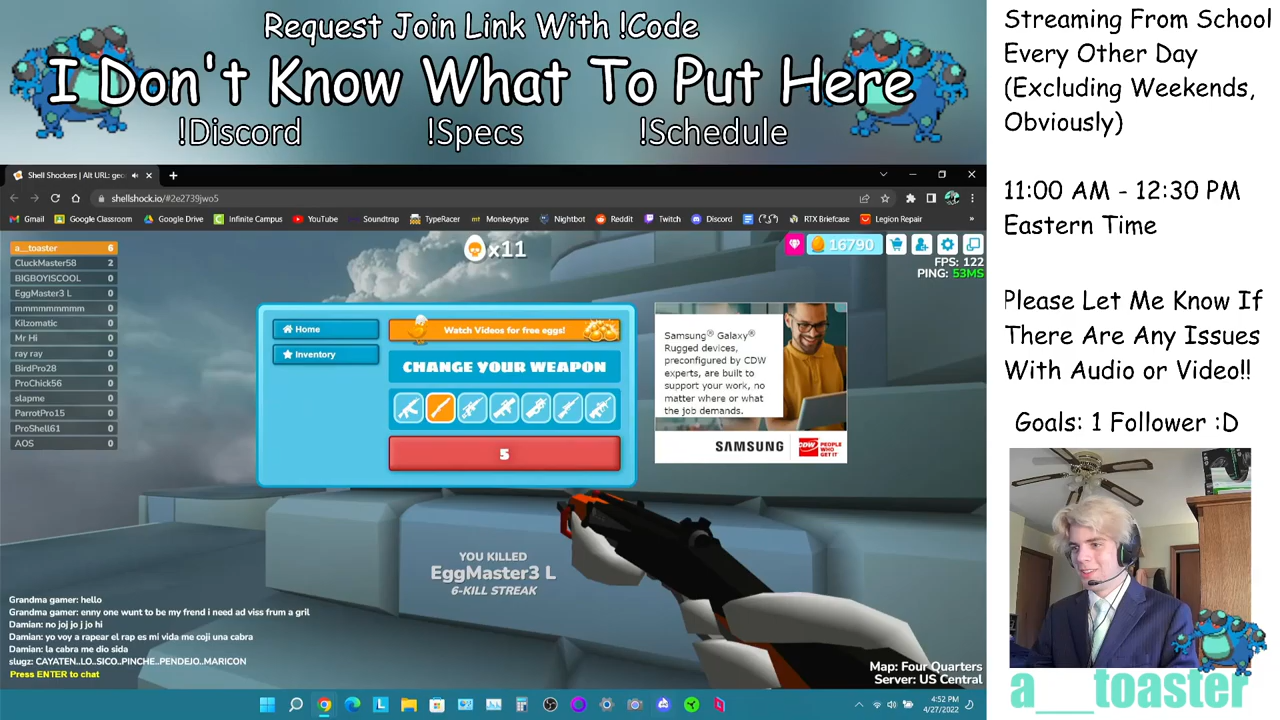 Request Join Link With !Code
I Don't Know What To Put Here
!Discord
!Specs
!Schedule
Streaming From School
Every Other Day
(Excluding Weekends,
Obviously)
11:00 AM - 12:30 PM
Eastern Time
Please Let Me Know If
There Are Any Issues
With Audio or Video!!
Goals: 1 Follower :D
Shell Shockers | Alt URL: geo
shellshock.io/#2e2739jwo5
Gmail
Google Classroom
Google Drive
Infinite Campus
YouTube
Soundtrap
TypeRacer
Monkeytype
Nightbot
Reddit
Twitch
Discord
RTX Briefcase
Legion Repair
»
a__toaster 6
CluckMaster58 2
BIGBOYISCOOL 0
EggMaster3 L 0
mmmmmmmmm 0
Kilzomatic 0
Mr Hi 0
ray ray 0
BirdPro28 0
ProChick56 0
slapme 0
ParrotPro15 0
ProShell61 0
AOS 0
x11
16790
FPS: 122
PING: 53MS
Home
Inventory
Watch Videos for free eggs!
CHANGE YOUR WEAPON
5
Samsung® Galaxy®
Rugged devices,
preconfigured by CDW
experts, are built to
support your work, no
matter where or what
the job demands.
SAMSUNG
CDW PEOPLE WHO GET IT
YOU KILLED
EggMaster3 L
6-KILL STREAK
Grandma gamer: hello
Grandma gamer: enny one wunt to be my frend i need ad viss frum a gril
Damian: no joj jo j jo hi
Damian: yo voy a rapear el rap es mi vida me coji una cabra
Damian: la cabra me dio sida
slugz: CAYATEN..LO..SICO..PINCHE..PENDEJO..MARICON
Press ENTER to chat
Map: Four Quarters
Server: US Central
4:52 PM
4/27/2022
a__toaster